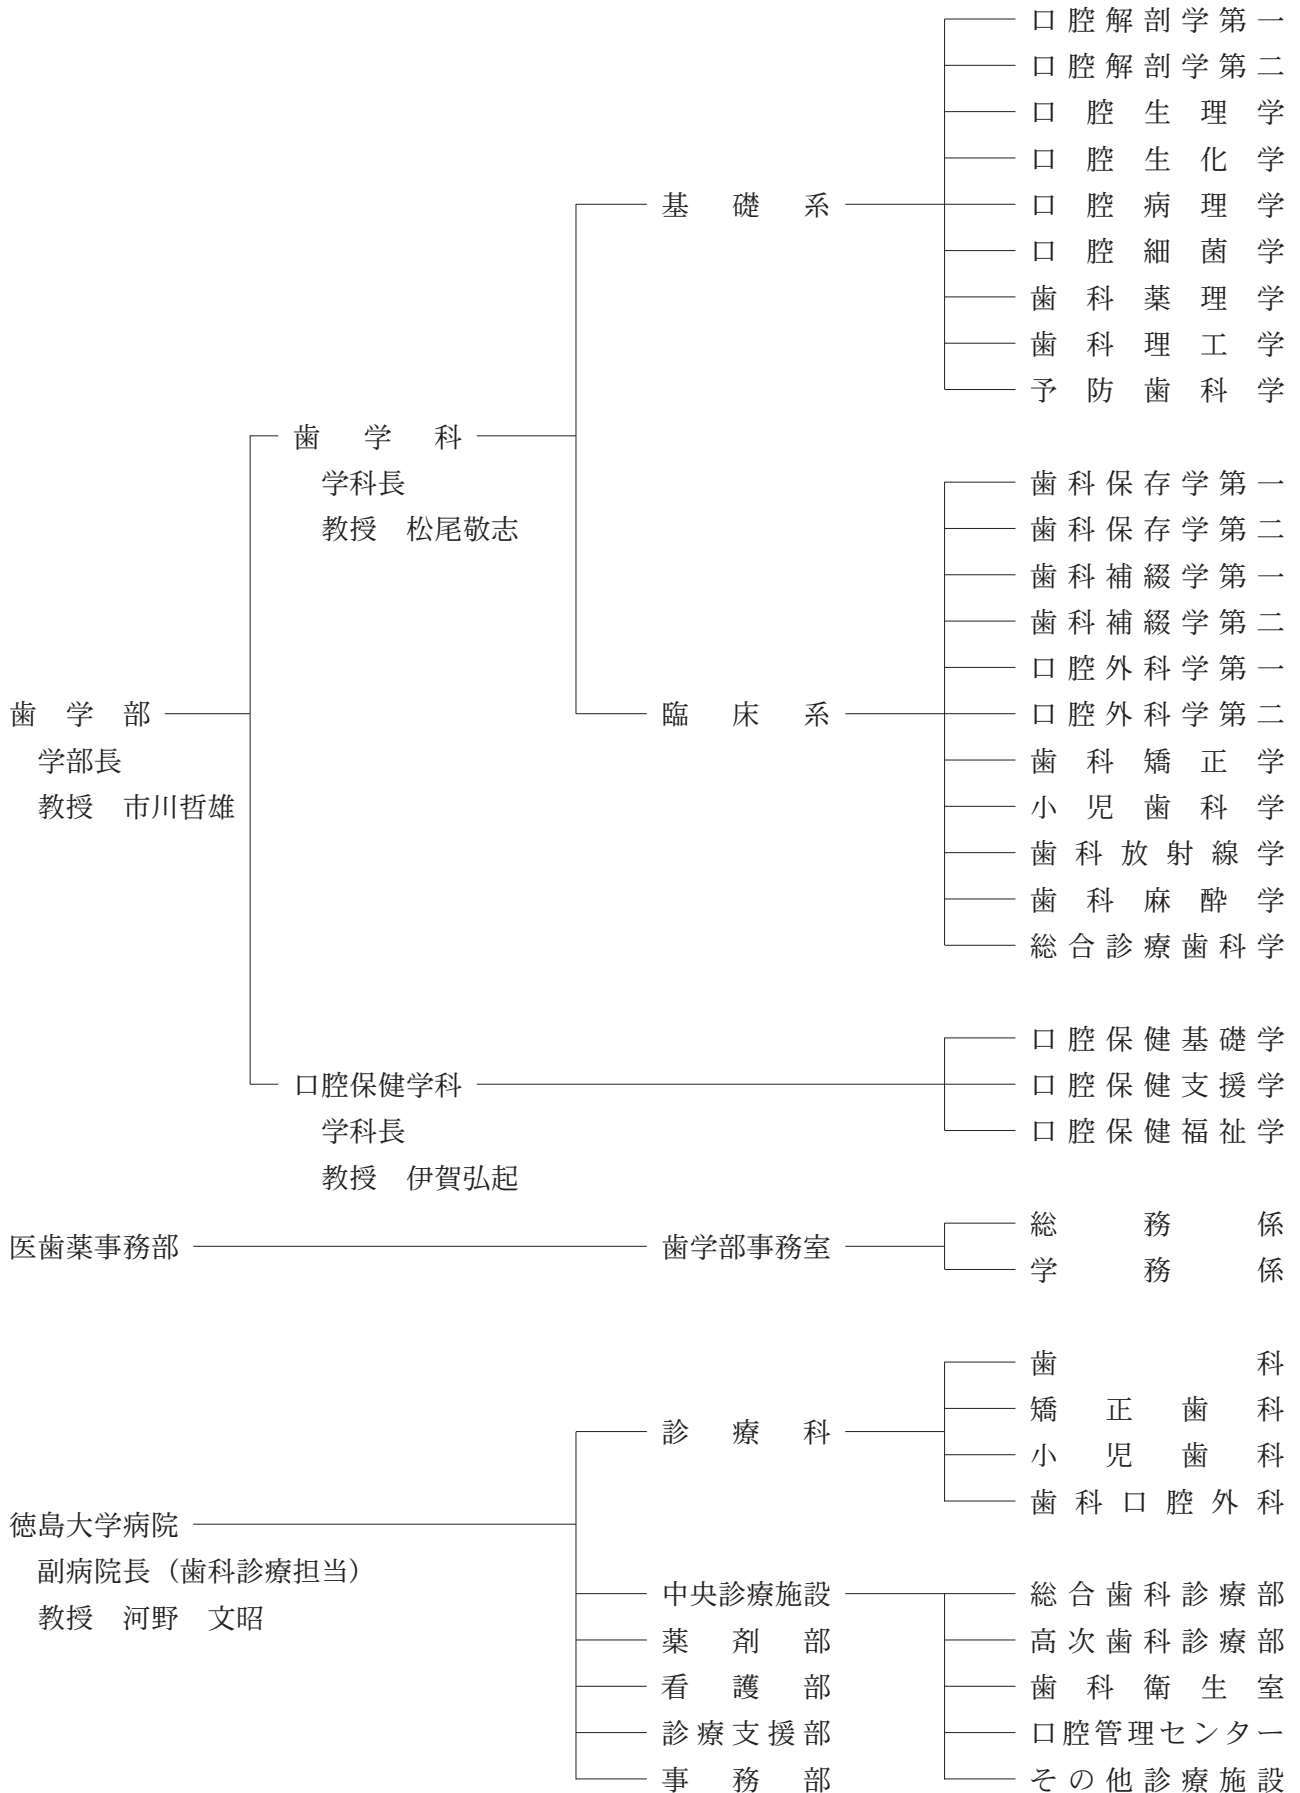 口腔解剖学第一
口腔解剖学第二
口腔生理学
口腔生化学
基礎系
口腔病理学
口腔細菌学
歯科薬理学
歯科理工学
予防歯科学
歯学科
学科長
教授　松尾敬志
歯科保存学第一
歯科保存学第二
歯科補綴学第一
歯科補綴学第二
口腔外科学第一
歯学部
学部長
教授　市川哲雄
臨床系
口腔外科学第二
歯科矯正学
小児歯科学
歯科放射線学
歯科麻酔学
総合診療歯科学
口腔保健学科
学科長
教授　伊賀弘起
口腔保健基礎学
口腔保健支援学
口腔保健福祉学
医歯薬事務部
歯学部事務室
総務係
学務係
徳島大学病院
副病院長（歯科診療担当）
教授　河野　文昭
診療科
歯科
矯正歯科
小児歯科
歯科口腔外科
中央診療施設
薬剤部
看護部
診療支援部
事務部
総合歯科診療部
高次歯科診療部
歯科衛生室
口腔管理センター
その他診療施設